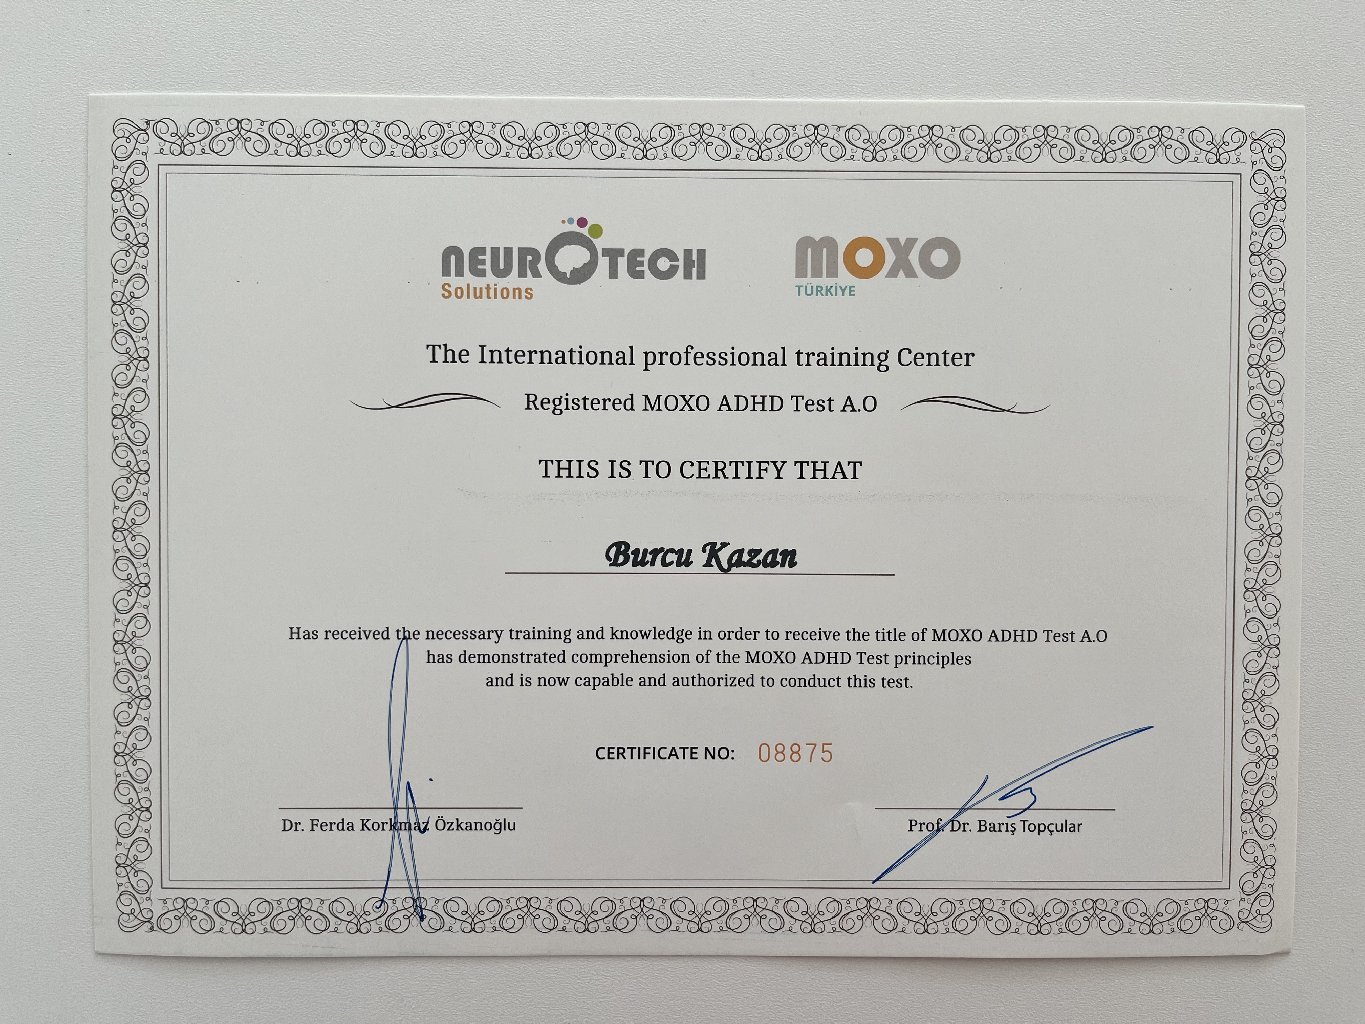 NEUROTECH
Solutions
MOXO
TÜRKİYE
The International professional training Center
Registered MOXO ADHD Test A.O
THIS IS TO CERTIFY THAT
Burcu Kazan
Has received the necessary training and knowledge in order to receive the title of MOXO ADHD Test A.O
has demonstrated comprehension of the MOXO ADHD Test principles
and is now capable and authorized to conduct this test.
CERTIFICATE NO: 08875
Dr. Ferda Korkmaz Özkanoğlu
Prof. Dr. Barış Topçular